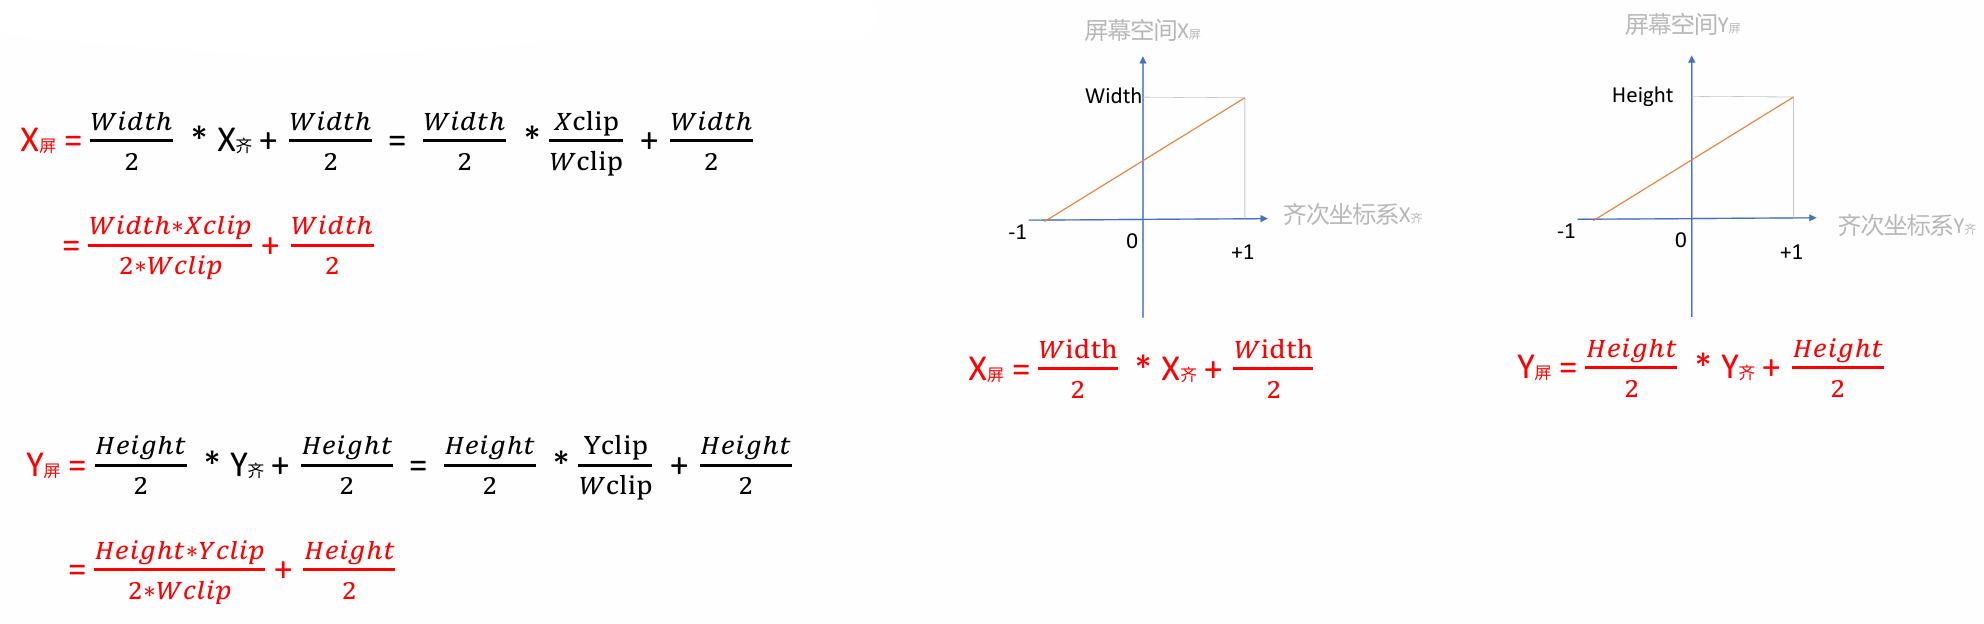 X屏 = Width/2 * X齐 + Width/2 = Width/2 * Xclip/Wclip + Width/2
= Width*Xclip/2*Wclip + Width/2
Y屏 = Height/2 * Y齐 + Height/2 = Height/2 * Yclip/Wclip + Height/2
= Height*Yclip/2*Wclip + Height/2
屏幕空间X屏
Width
齐次坐标系X齐
-1
0
+1
X屏 = Width/2 * X齐 + Width/2
屏幕空间Y屏
Height
齐次坐标系Y齐
-1
0
+1
Y屏 = Height/2 * Y齐 + Height/2